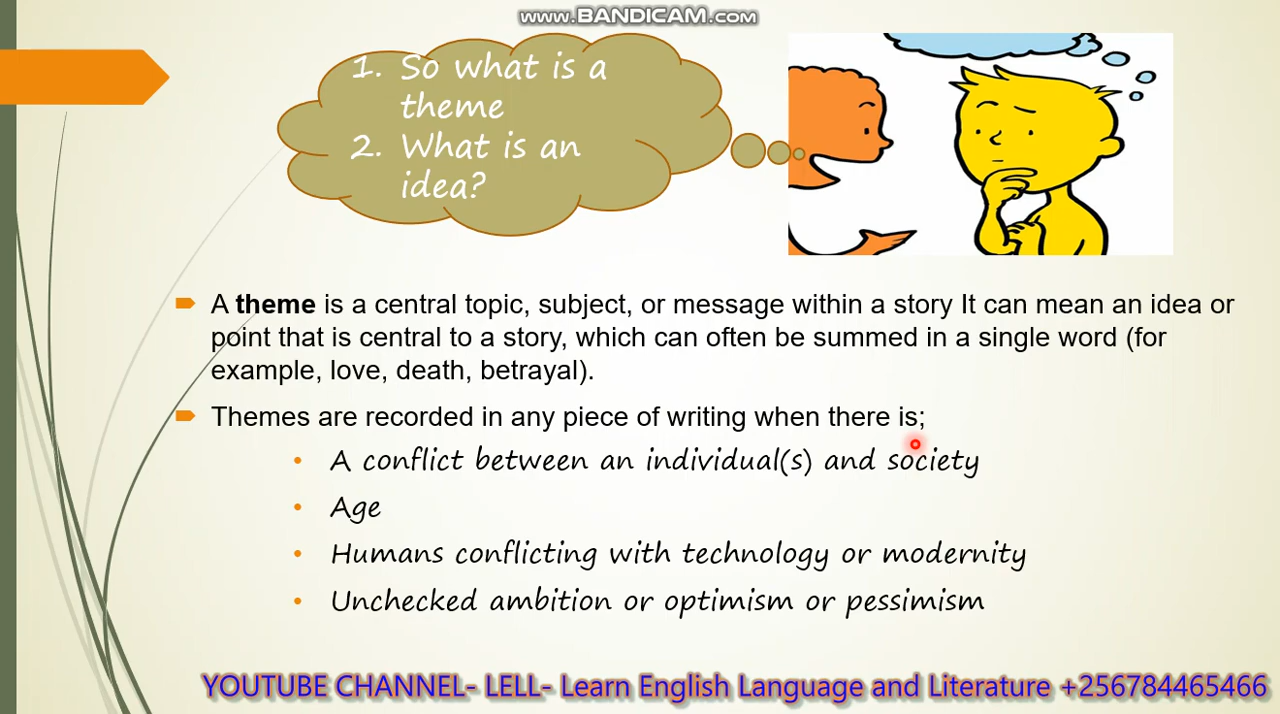 www.BANDICAM.com
1. So what is a
theme
2. What is an
idea?
A theme is a central topic, subject, or message within a story It can mean an idea or
point that is central to a story, which can often be summed in a single word (for
example, love, death, betrayal).
Themes are recorded in any piece of writing when there is;
• A conflict between an individual(s) and society
• Age
• Humans conflicting with technology or modernity
• Unchecked ambition or optimism or pessimism
YOUTUBE CHANNEL- LELL- Learn English Language and Literature +256784465466